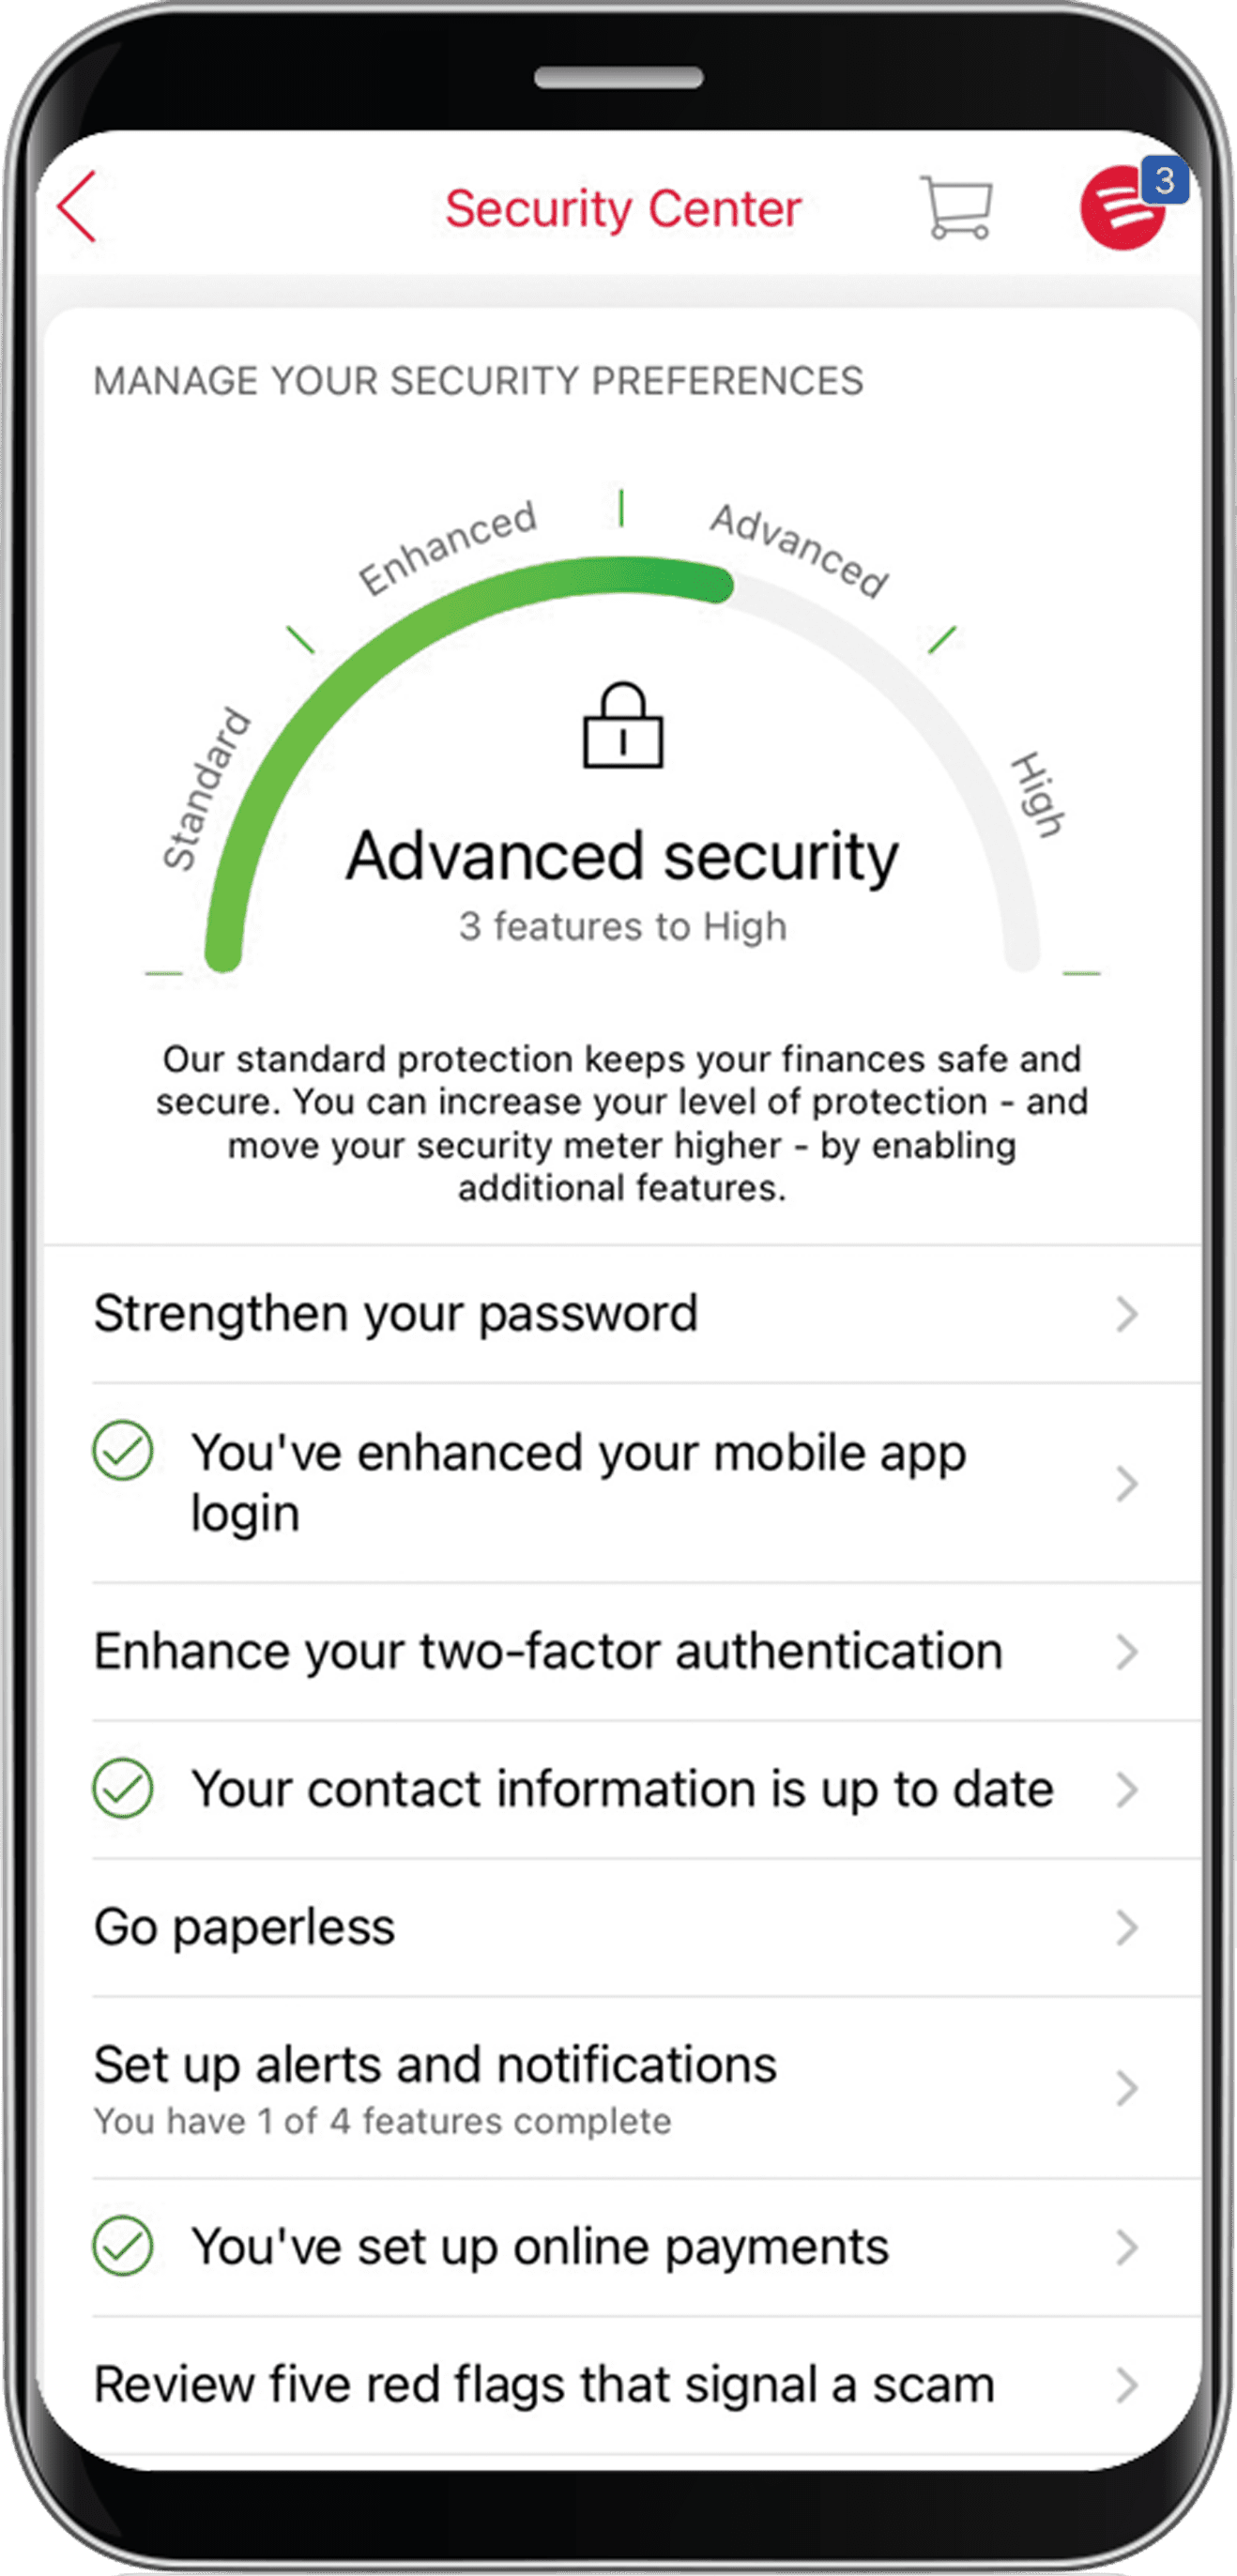 Security Center
3
MANAGE YOUR SECURITY PREFERENCES
Standard
Enhanced
Advanced
High
Advanced security
3 features to High
Our standard protection keeps your finances safe and
secure. You can increase your level of protection - and
move your security meter higher - by enabling
additional features.
Strengthen your password
You've enhanced your mobile app
login
Enhance your two-factor authentication
Your contact information is up to date
Go paperless
Set up alerts and notifications
You have 1 of 4 features complete
You've set up online payments
Review five red flags that signal a scam